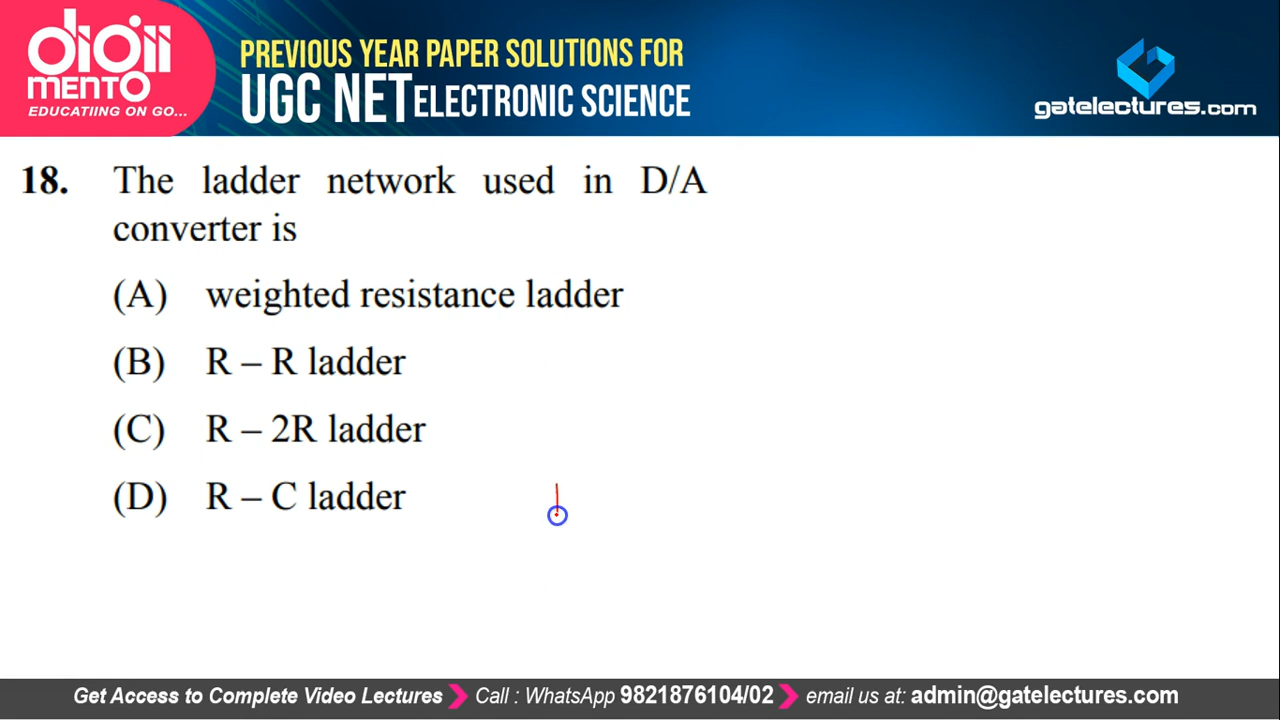 diGii
MENTO
EDUCATIING ON GO...
PREVIOUS YEAR PAPER SOLUTIONS FOR
UGC NET ELECTRONIC SCIENCE
gatelectures.com
18. The ladder network used in D/A
converter is
(A) weighted resistance ladder
(B) R – R ladder
(C) R – 2R ladder
(D) R – C ladder
Get Access to Complete Video Lectures Call : WhatsApp 9821876104/02 email us at: admin@gatelectures.com